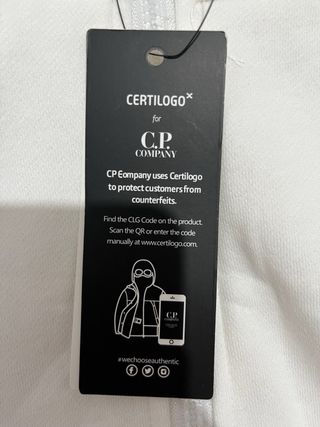 CERTILOGO
for
C.P.
COMPANY
CP Eompany uses Certilogo
to protect customers from
counterfeits.
Find the CLG Code on the product.
Scan the QR or enter the code
manually at www.certilogo.com.
C.P.
COMPANY
#wechooseauthentic